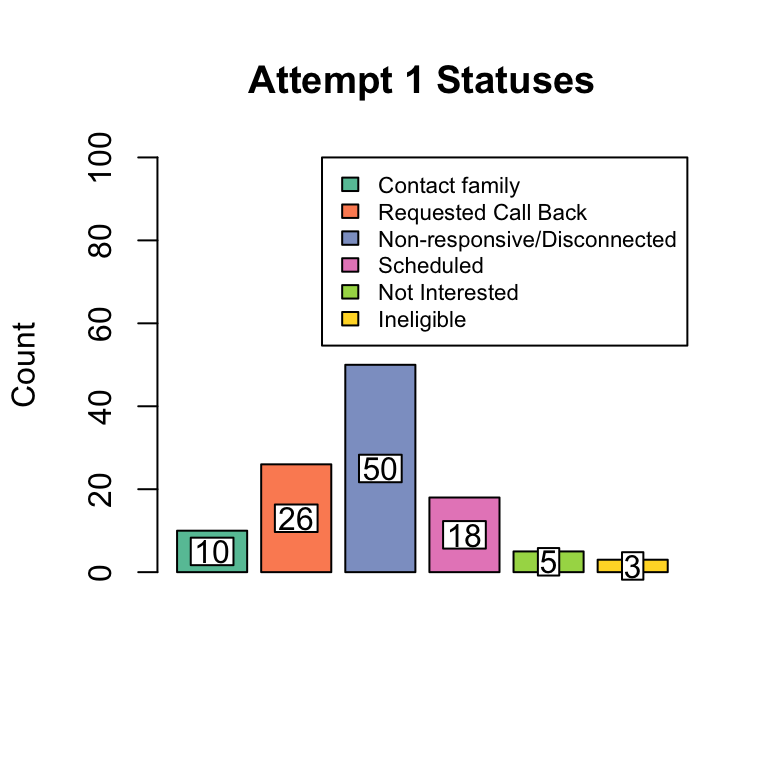 Attempt 1 Statuses
Count
100
80
60
40
20
0
Contact family
Requested Call Back
Non-responsive/Disconnected
Scheduled
Not Interested
Ineligible
10
26
50
18
5
3